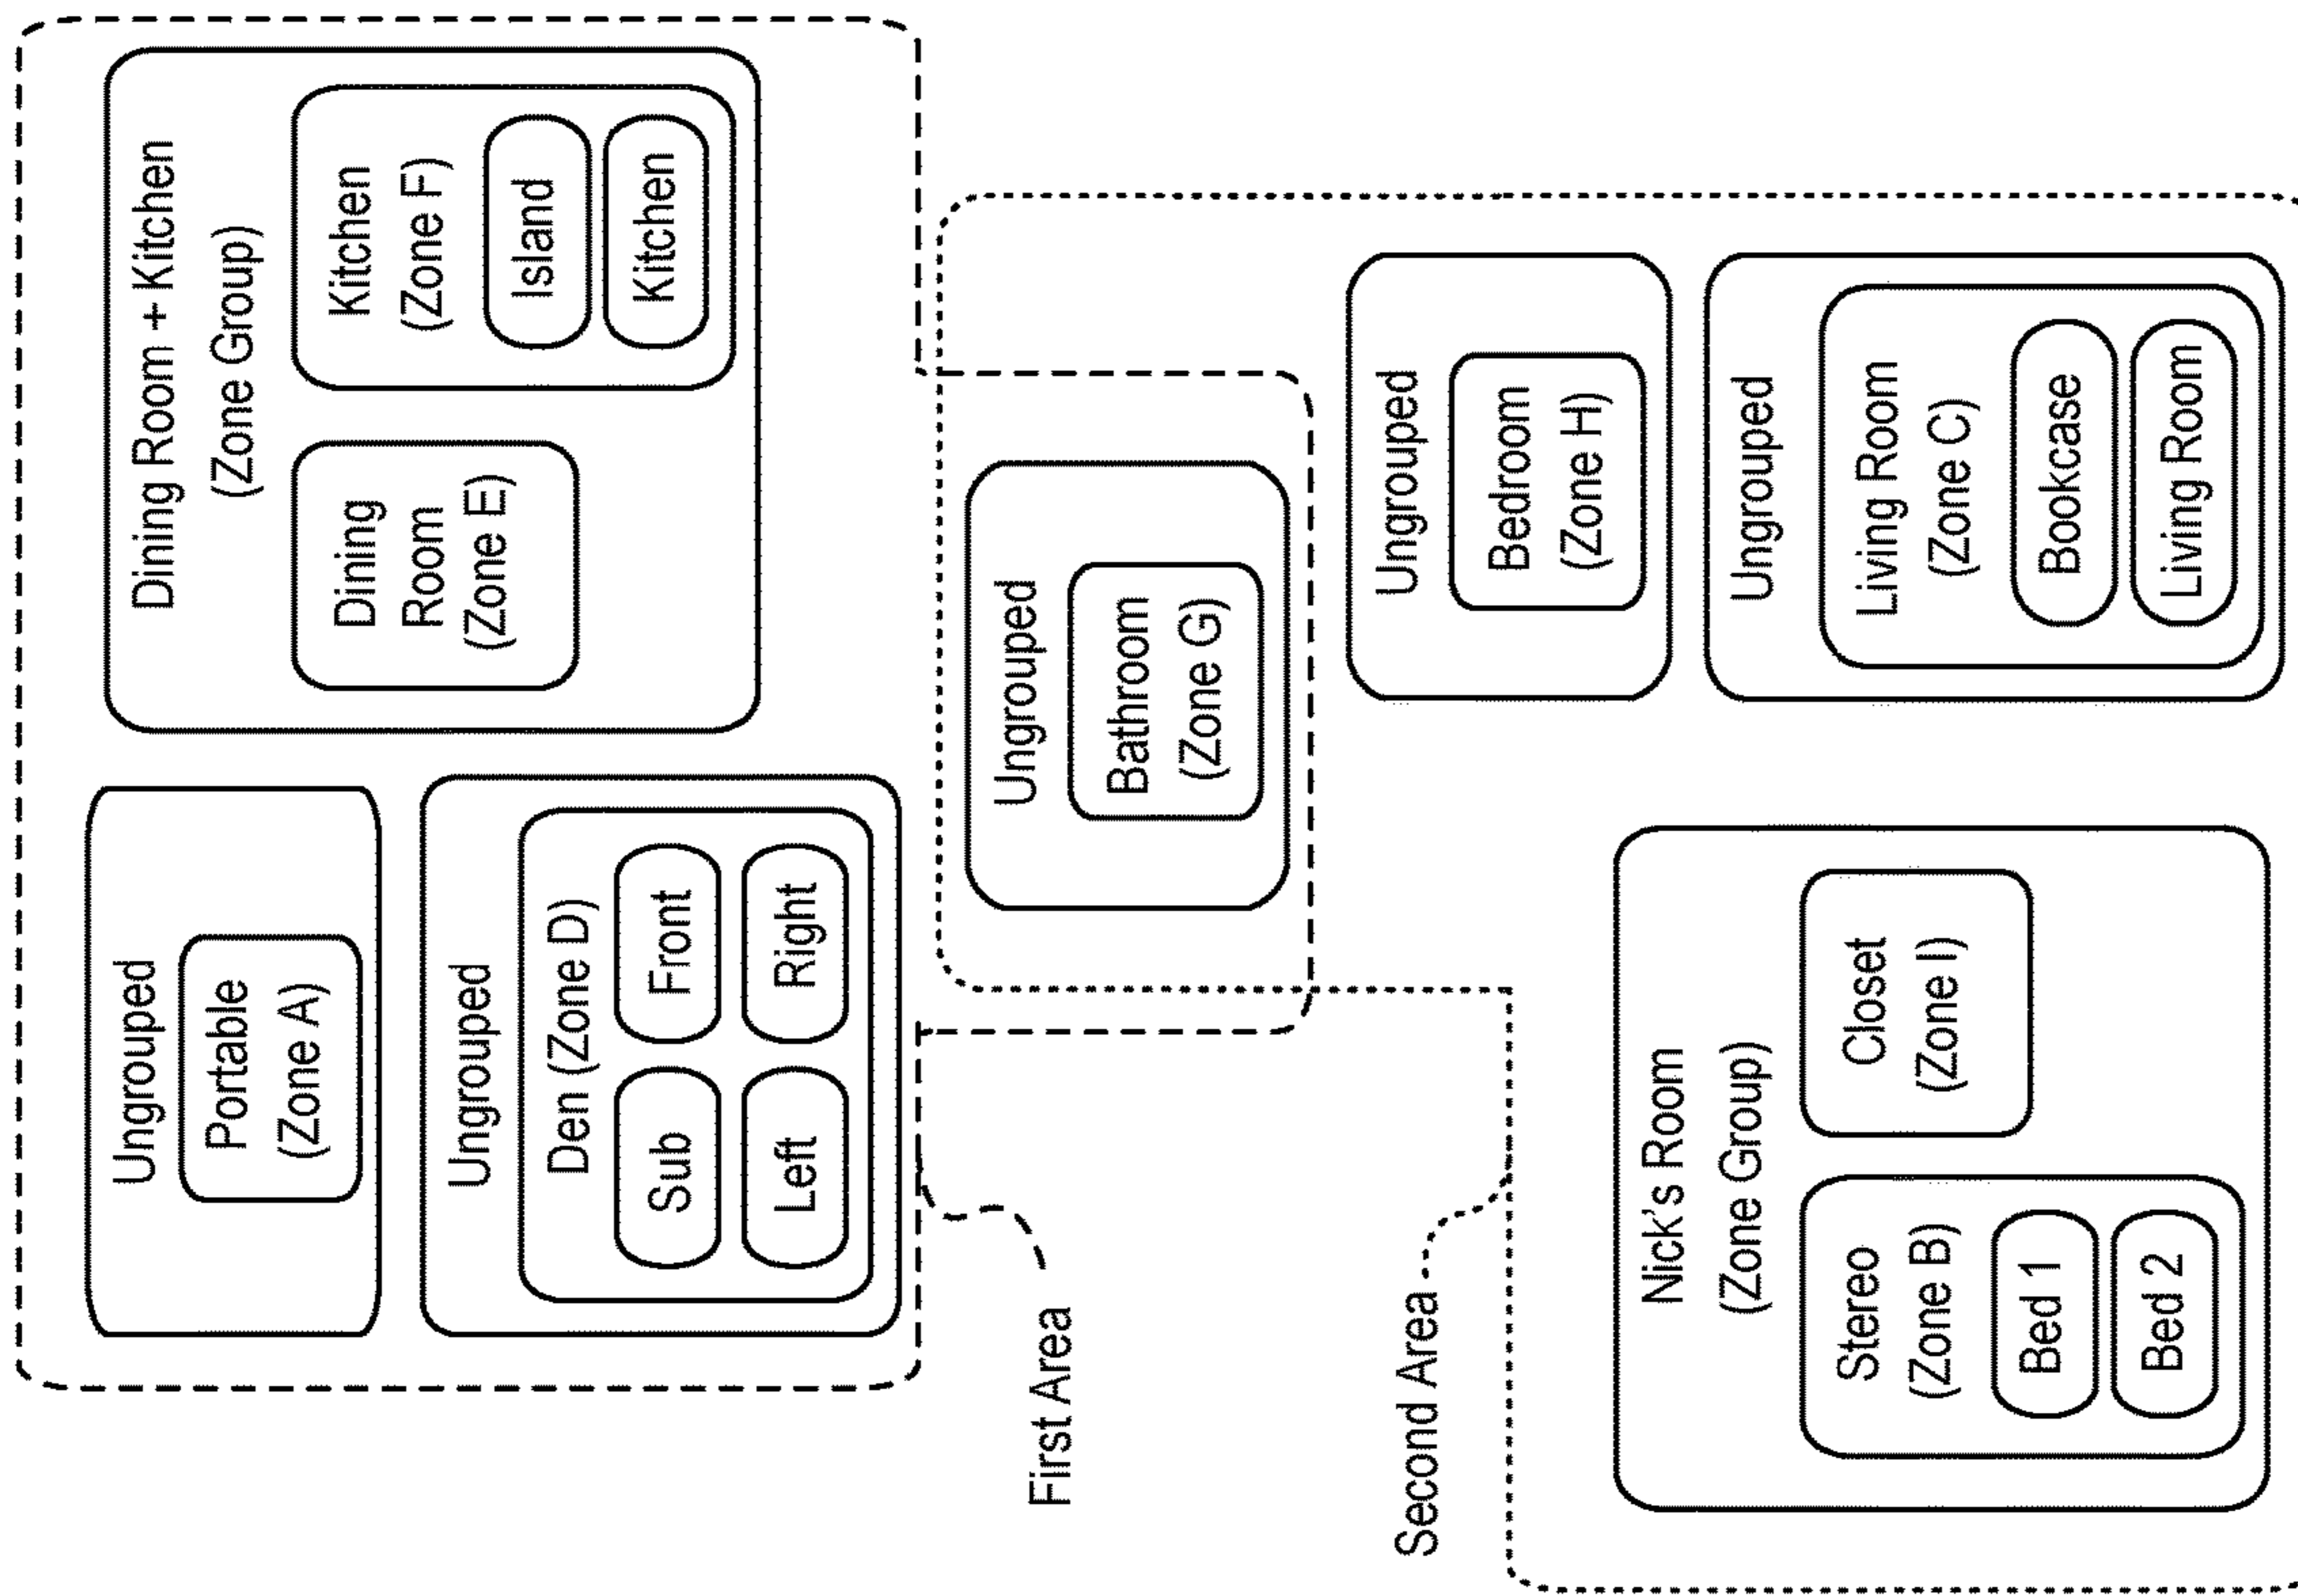 Ungrouped
Portable
(Zone A)
Ungrouped
Den (Zone D)
Sub
Front
Left
Right
Dining Room + Kitchen
(Zone Group)
Dining
Room
(Zone E)
Kitchen
(Zone F)
Island
Kitchen
First Area
Ungrouped
Bathroom
(Zone G)
Second Area
Ungrouped
Bedroom
(Zone H)
Nick's Room
(Zone Group)
Stereo
(Zone B)
Bed 1
Bed 2
Closet
(Zone I)
Ungrouped
Living Room
(Zone C)
Bookcase
Living Room